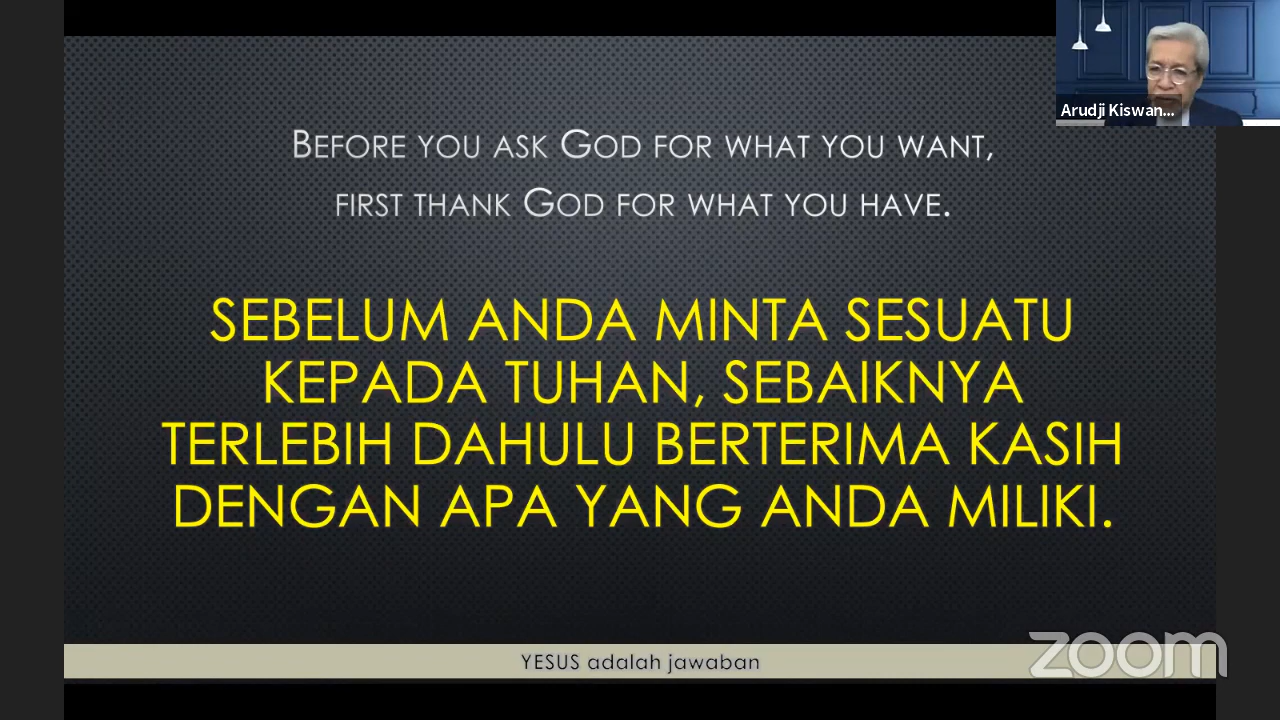 Arudji Kiswan...
BEFORE YOU ASK GOD FOR WHAT YOU WANT,
FIRST THANK GOD FOR WHAT YOU HAVE.
SEBELUM ANDA MINTA SESUATU
KEPADA TUHAN, SEBAIKNYA
TERLEBIH DAHULU BERTERIMA KASIH
DENGAN APA YANG ANDA MILIKI.
YESUS adalah jawaban
zoom